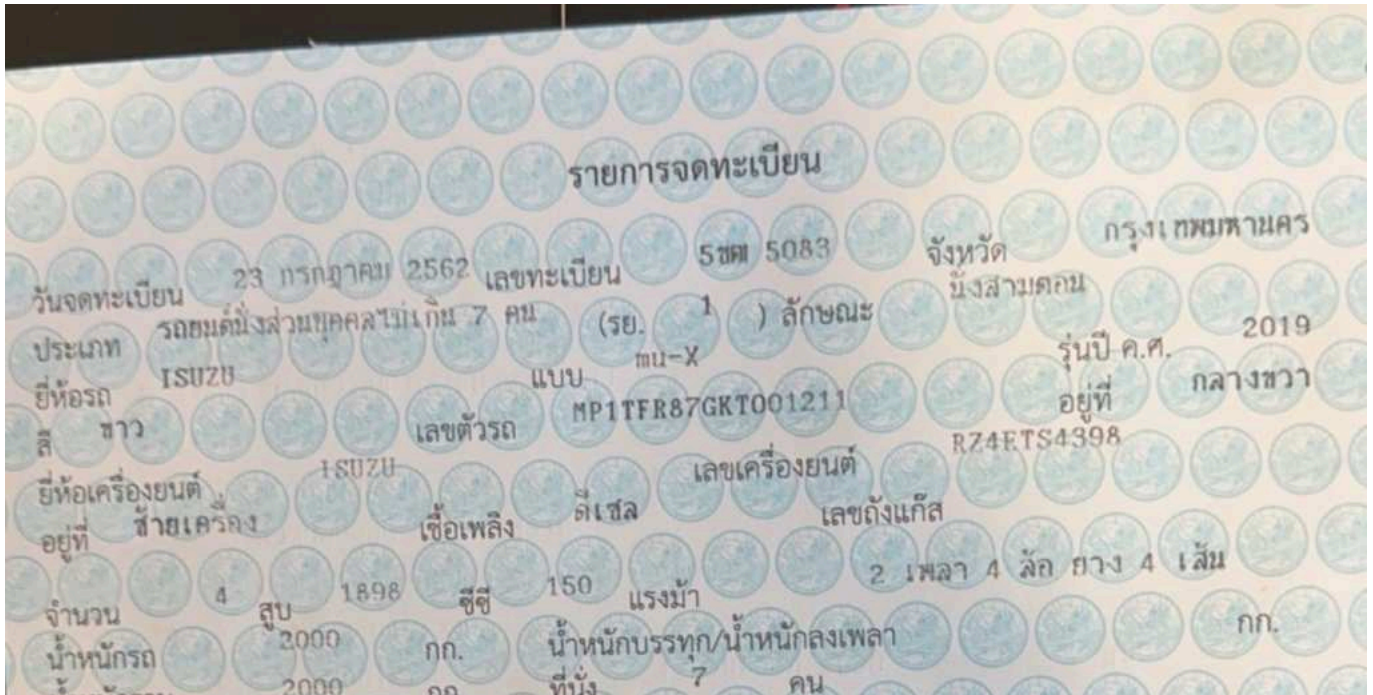 รายการจดทะเบียน
วันจดทะเบียน 23 กรกฎาคม 2562 เลขทะเบียน 5ขฒ 5083 จังหวัด กรุงเทพมหานคร
ประเภท รถยนต์นั่งส่วนบุคคลไม่เกิน 7 คน (รย. 1 ) ลักษณะ นั่งสามตอน
ยี่ห้อรถ ISUZU แบบ mu-X รุ่นปี ค.ศ. 2019
สี ขาว เลขตัวรถ MP1TFR87GKT001211 อยู่ที่ กลางขวา
ยี่ห้อเครื่องยนต์ ISUZU เลขเครื่องยนต์ RZ4ETS4398
อยู่ที่ ซ้ายเครื่อง เชื้อเพลิง ดีเซล เลขถังแก๊ส
จำนวน 4 สูบ 1898 ซีซี 150 แรงม้า 2 เพลา 4 ล้อ ยาง 4 เส้น
น้ำหนักรถ 2000 กก. น้ำหนักบรรทุก/น้ำหนักลงเพลา กก.
2000 กก. ที่นั่ง 7 คน